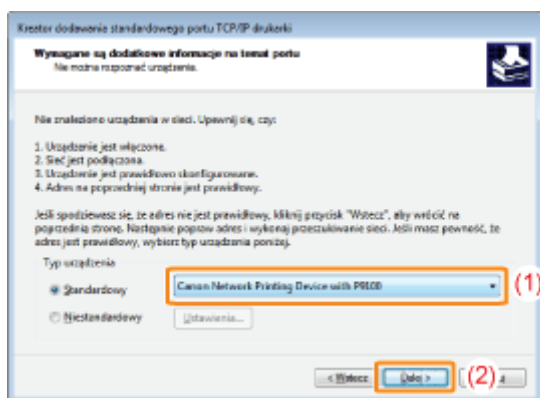 Kreator dodawania standardowego portu TCP/IP drukarki
Wymagane są dodatkowe informacje na temat portu
Nie można rozpoznać urządzenia.
Nie znaleziono urządzenia w sieci. Upewnij się, czy:
1. Urządzenie jest włączone.
2. Sieć jest podłączona.
3. Urządzenie jest prawidłowo skonfigurowane.
4. Adres na poprzedniej stronie jest prawidłowy.
Jeśli spodziewasz się, że adres nie jest prawidłowy, kliknij przycisk "Wstecz", aby wrócić na
poprzednią stronę. Następnie popraw adres i wykonaj przeszukiwanie sieci. Jeśli masz pewność, że
adres jest prawidłowy, wybierz typ urządzenia poniżej.
Typ urządzenia
Standardowy
Canon Network Printing Device with P9100
(1)
Niestandardowy
Ustawienia...
< Wstecz
Dalej >
(2)